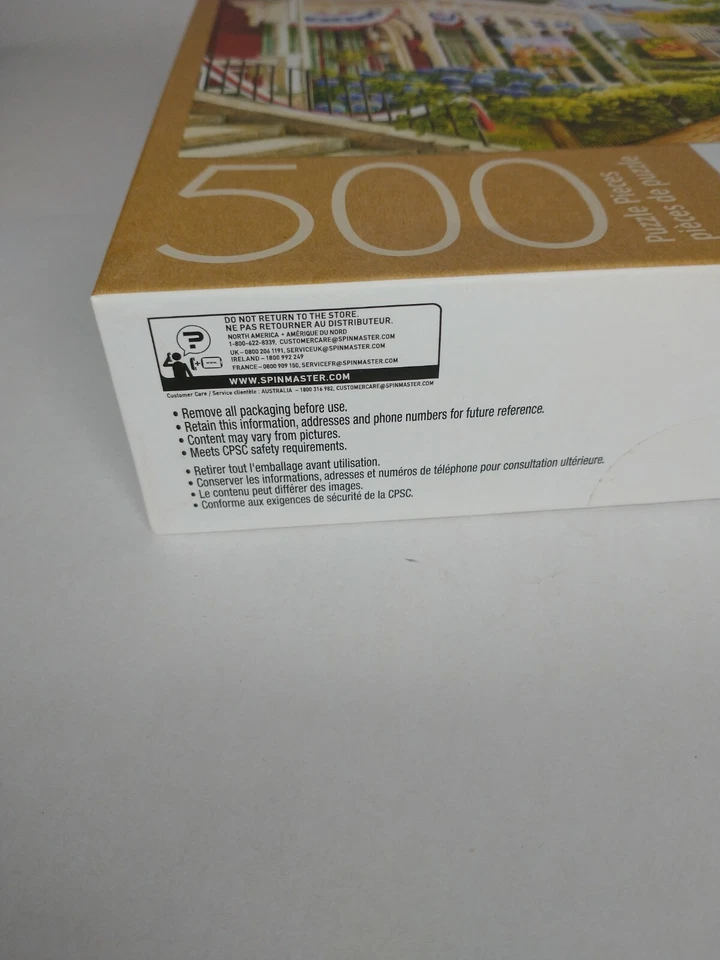 500
Puzzle Pieces
pièces de puzzle
?
DO NOT RETURN TO THE STORE.
NE PAS RETOURNER AU DISTRIBUTEUR.
NORTH AMERICA • AMÉRIQUE DU NORD
1-800-622-8339, CUSTOMERCARE@SPINMASTER.COM
UK – 0800 206 1191, SERVICEUK@SPINMASTER.COM
IRELAND – 1800 992 249
FRANCE – 0800 909 150, SERVICEFR@SPINMASTER.COM
WWW.SPINMASTER.COM
Customer Care / Service clientèle : AUSTRALIA – 1800 316 982, CUSTOMERCARE@SPINMASTER.COM
• Remove all packaging before use.
• Retain this information, addresses and phone numbers for future reference.
• Content may vary from pictures.
• Meets CPSC safety requirements.
• Retirer tout l'emballage avant utilisation.
• Conserver les informations, adresses et numéros de téléphone pour consultation ultérieure.
• Le contenu peut différer des images.
• Conforme aux exigences de sécurité de la CPSC.